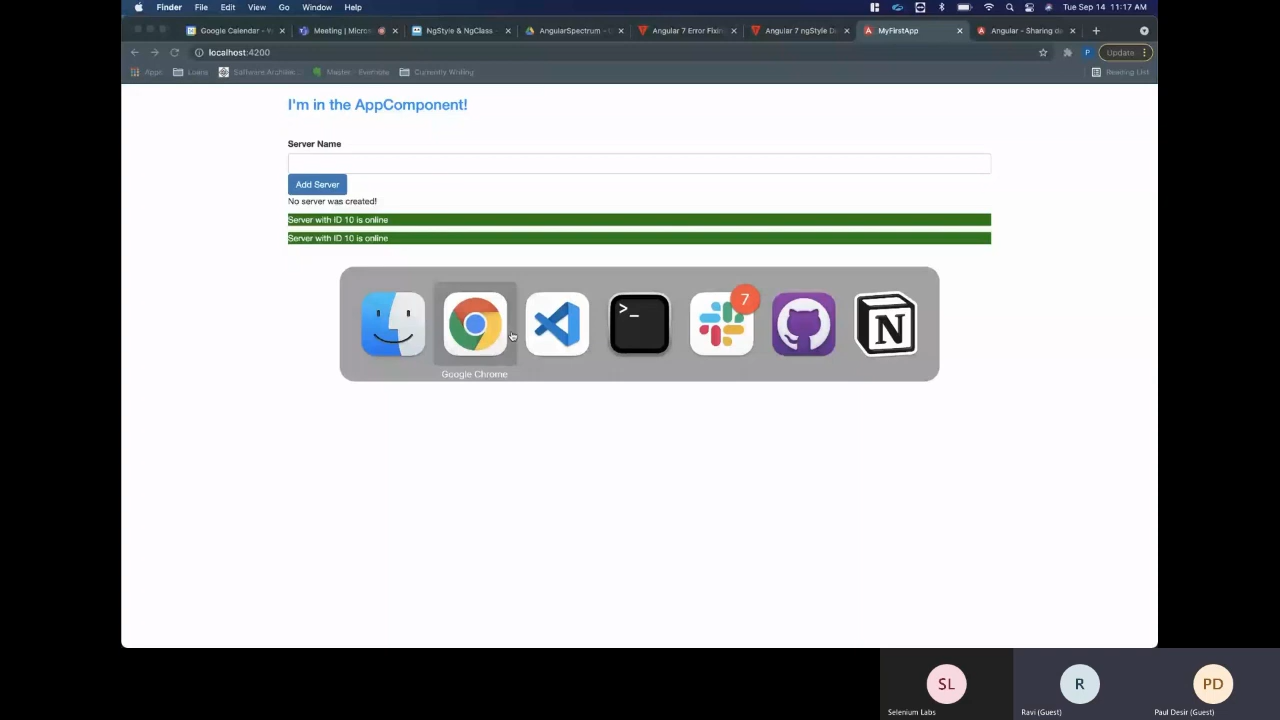 Finder File Edit View Go Window Help Tue Sep 14 11:17 AM
Google Calendar - Meeting | Micros NgStyle & NgClass - AngularSpectrum - Angular 7 Error Fixin Angular 7 ngStyle D MyFirstApp Angular - Sharing da
localhost:4200 P Update
Apps Loans Software Architec... Master - Evernote Currently Writing Reading List
I'm in the AppComponent!
Server Name
Add Server
No server was created!
Server with ID 10 is online
Server with ID 10 is online
7
>_
N
Google Chrome
SL R PD
Selenium Labs Ravi (Guest) Paul Desir (Guest)